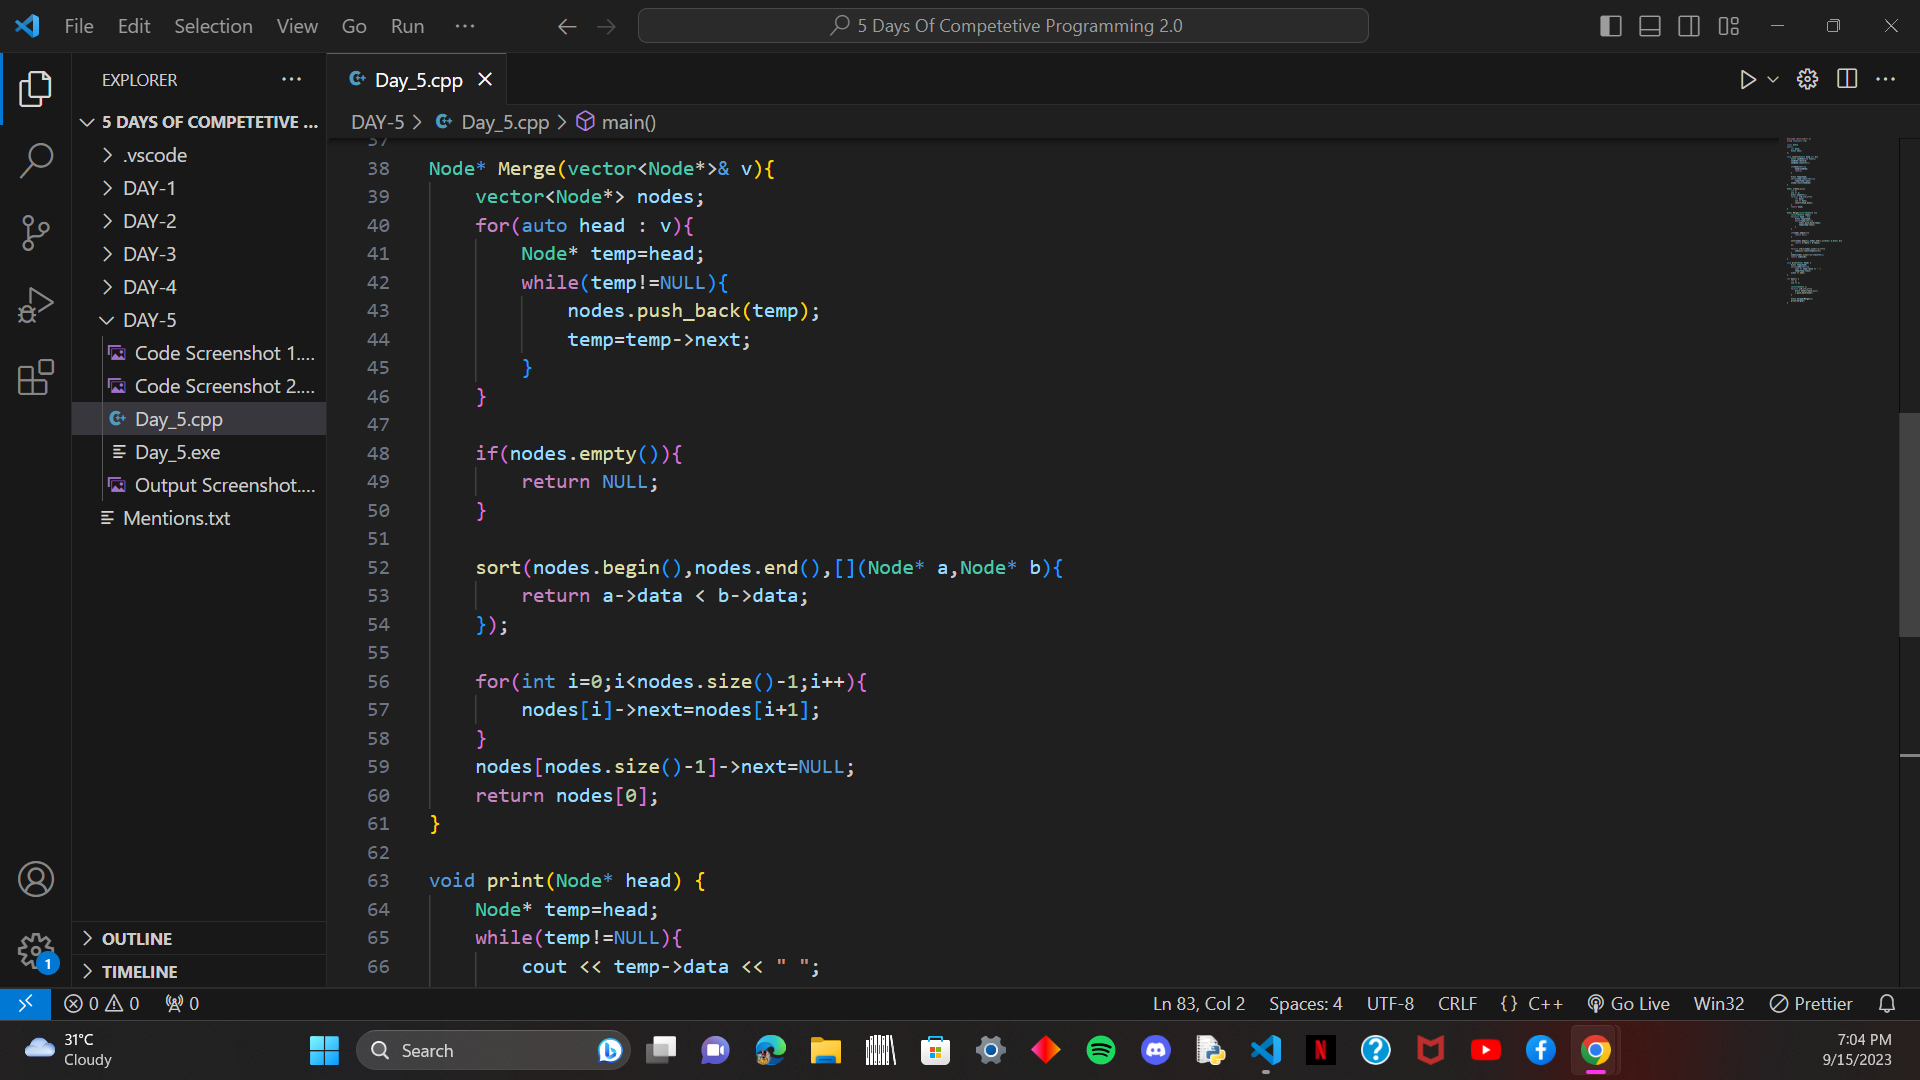 File Edit Selection View Go Run ···
5 Days Of Competetive Programming 2.0
EXPLORER
5 DAYS OF COMPETETIVE ...
.vscode
DAY-1
DAY-2
DAY-3
DAY-4
DAY-5
Code Screenshot 1....
Code Screenshot 2....
Day_5.cpp
Day_5.exe
Output Screenshot....
Mentions.txt
OUTLINE
TIMELINE
Day_5.cpp
DAY-5 > Day_5.cpp > main()
37
38 Node* Merge(vector<Node*>& v){
39     vector<Node*> nodes;
40     for(auto head : v){
41         Node* temp=head;
42         while(temp!=NULL){
43             nodes.push_back(temp);
44             temp=temp->next;
45         }
46     }
47
48     if(nodes.empty()){
49         return NULL;
50     }
51
52     sort(nodes.begin(),nodes.end(),[](Node* a,Node* b){
53         return a->data < b->data;
54     });
55
56     for(int i=0;i<nodes.size()-1;i++){
57         nodes[i]->next=nodes[i+1];
58     }
59     nodes[nodes.size()-1]->next=NULL;
60     return nodes[0];
61 }
62
63 void print(Node* head) {
64     Node* temp=head;
65     while(temp!=NULL){
66         cout << temp->data << " ";
1
0 0 0
Ln 83, Col 2 Spaces: 4 UTF-8 CRLF {} C++ Go Live Win32 Prettier
31°C
Cloudy
Search
7:04 PM
9/15/2023